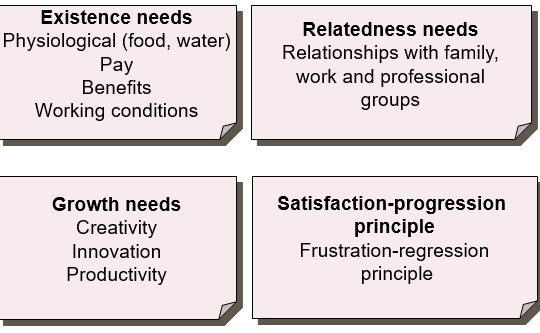 Existence needs
Physiological (food, water)
Pay
Benefits
Working conditions
Relatedness needs
Relationships with family,
work and professional
groups
Growth needs
Creativity
Innovation
Productivity
Satisfaction-progression
principle
Frustration-regression
principle